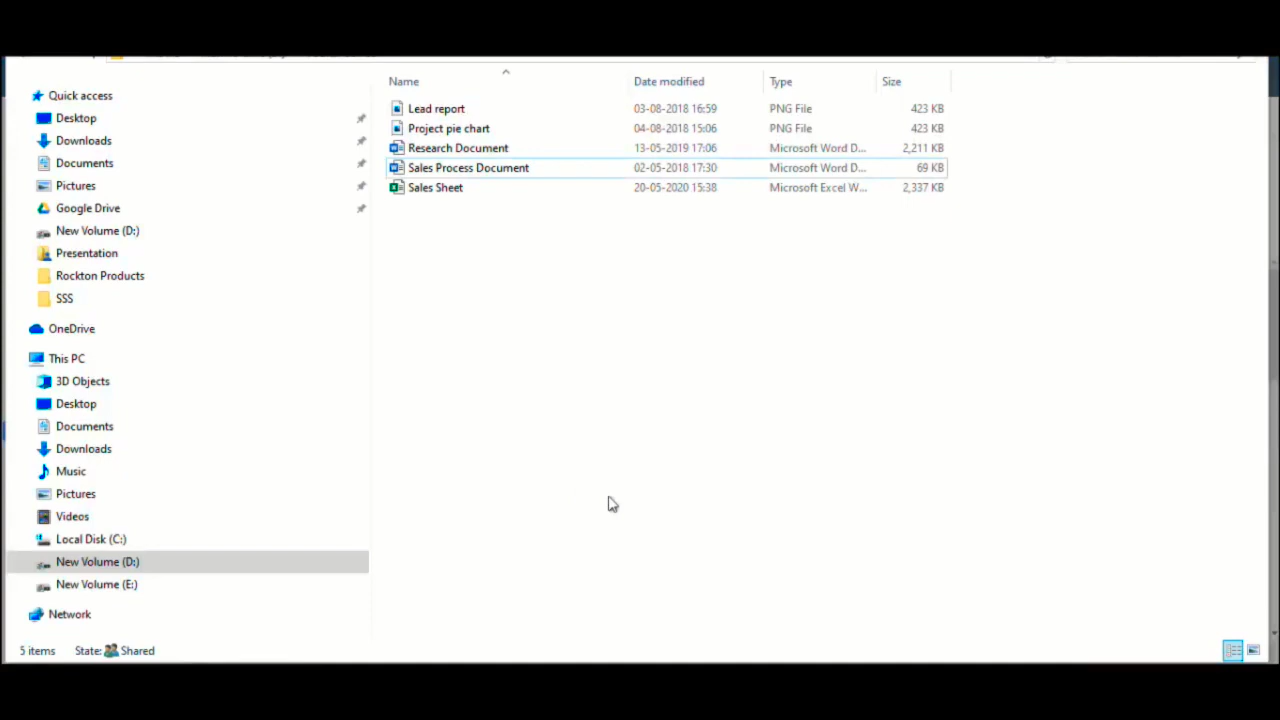 Name Date modified Type Size
Quick access
Desktop
Downloads
Documents
Pictures
Google Drive
New Volume (D:)
Presentation
Rockton Products
SSS
OneDrive
This PC
3D Objects
Desktop
Documents
Downloads
Music
Pictures
Videos
Local Disk (C:)
New Volume (D:)
New Volume (E:)
Network
Lead report 03-08-2018 16:59 PNG File 423 KB
Project pie chart 04-08-2018 15:06 PNG File 423 KB
Research Document 13-05-2019 17:06 Microsoft Word D... 2,211 KB
Sales Process Document 02-05-2018 17:30 Microsoft Word D... 69 KB
Sales Sheet 20-05-2020 15:38 Microsoft Excel W... 2,337 KB
5 items State: Shared